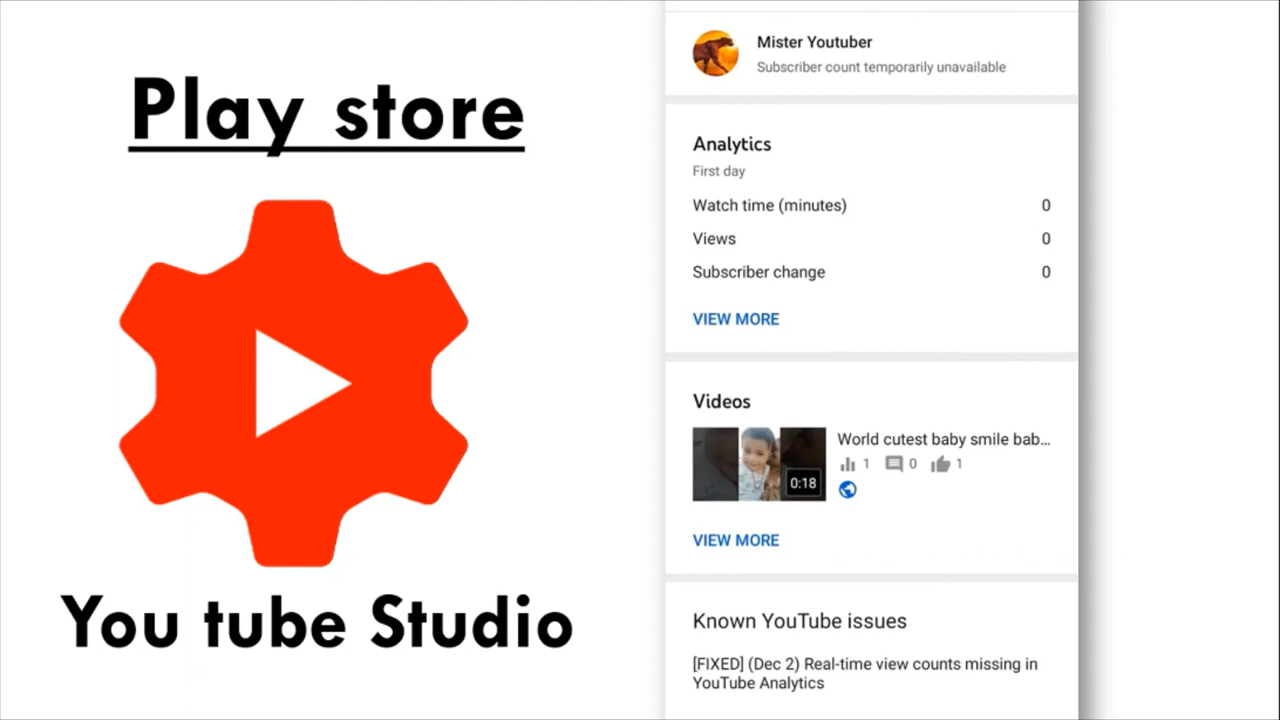 Play store
You tube Studio
Mister Youtuber
Subscriber count temporarily unavailable
Analytics
First day
Watch time (minutes) 0
Views 0
Subscriber change 0
VIEW MORE
Videos
World cutest baby smile bab...
1 0 1
0:18
VIEW MORE
Known YouTube issues
[FIXED] (Dec 2) Real-time view counts missing in
YouTube Analytics